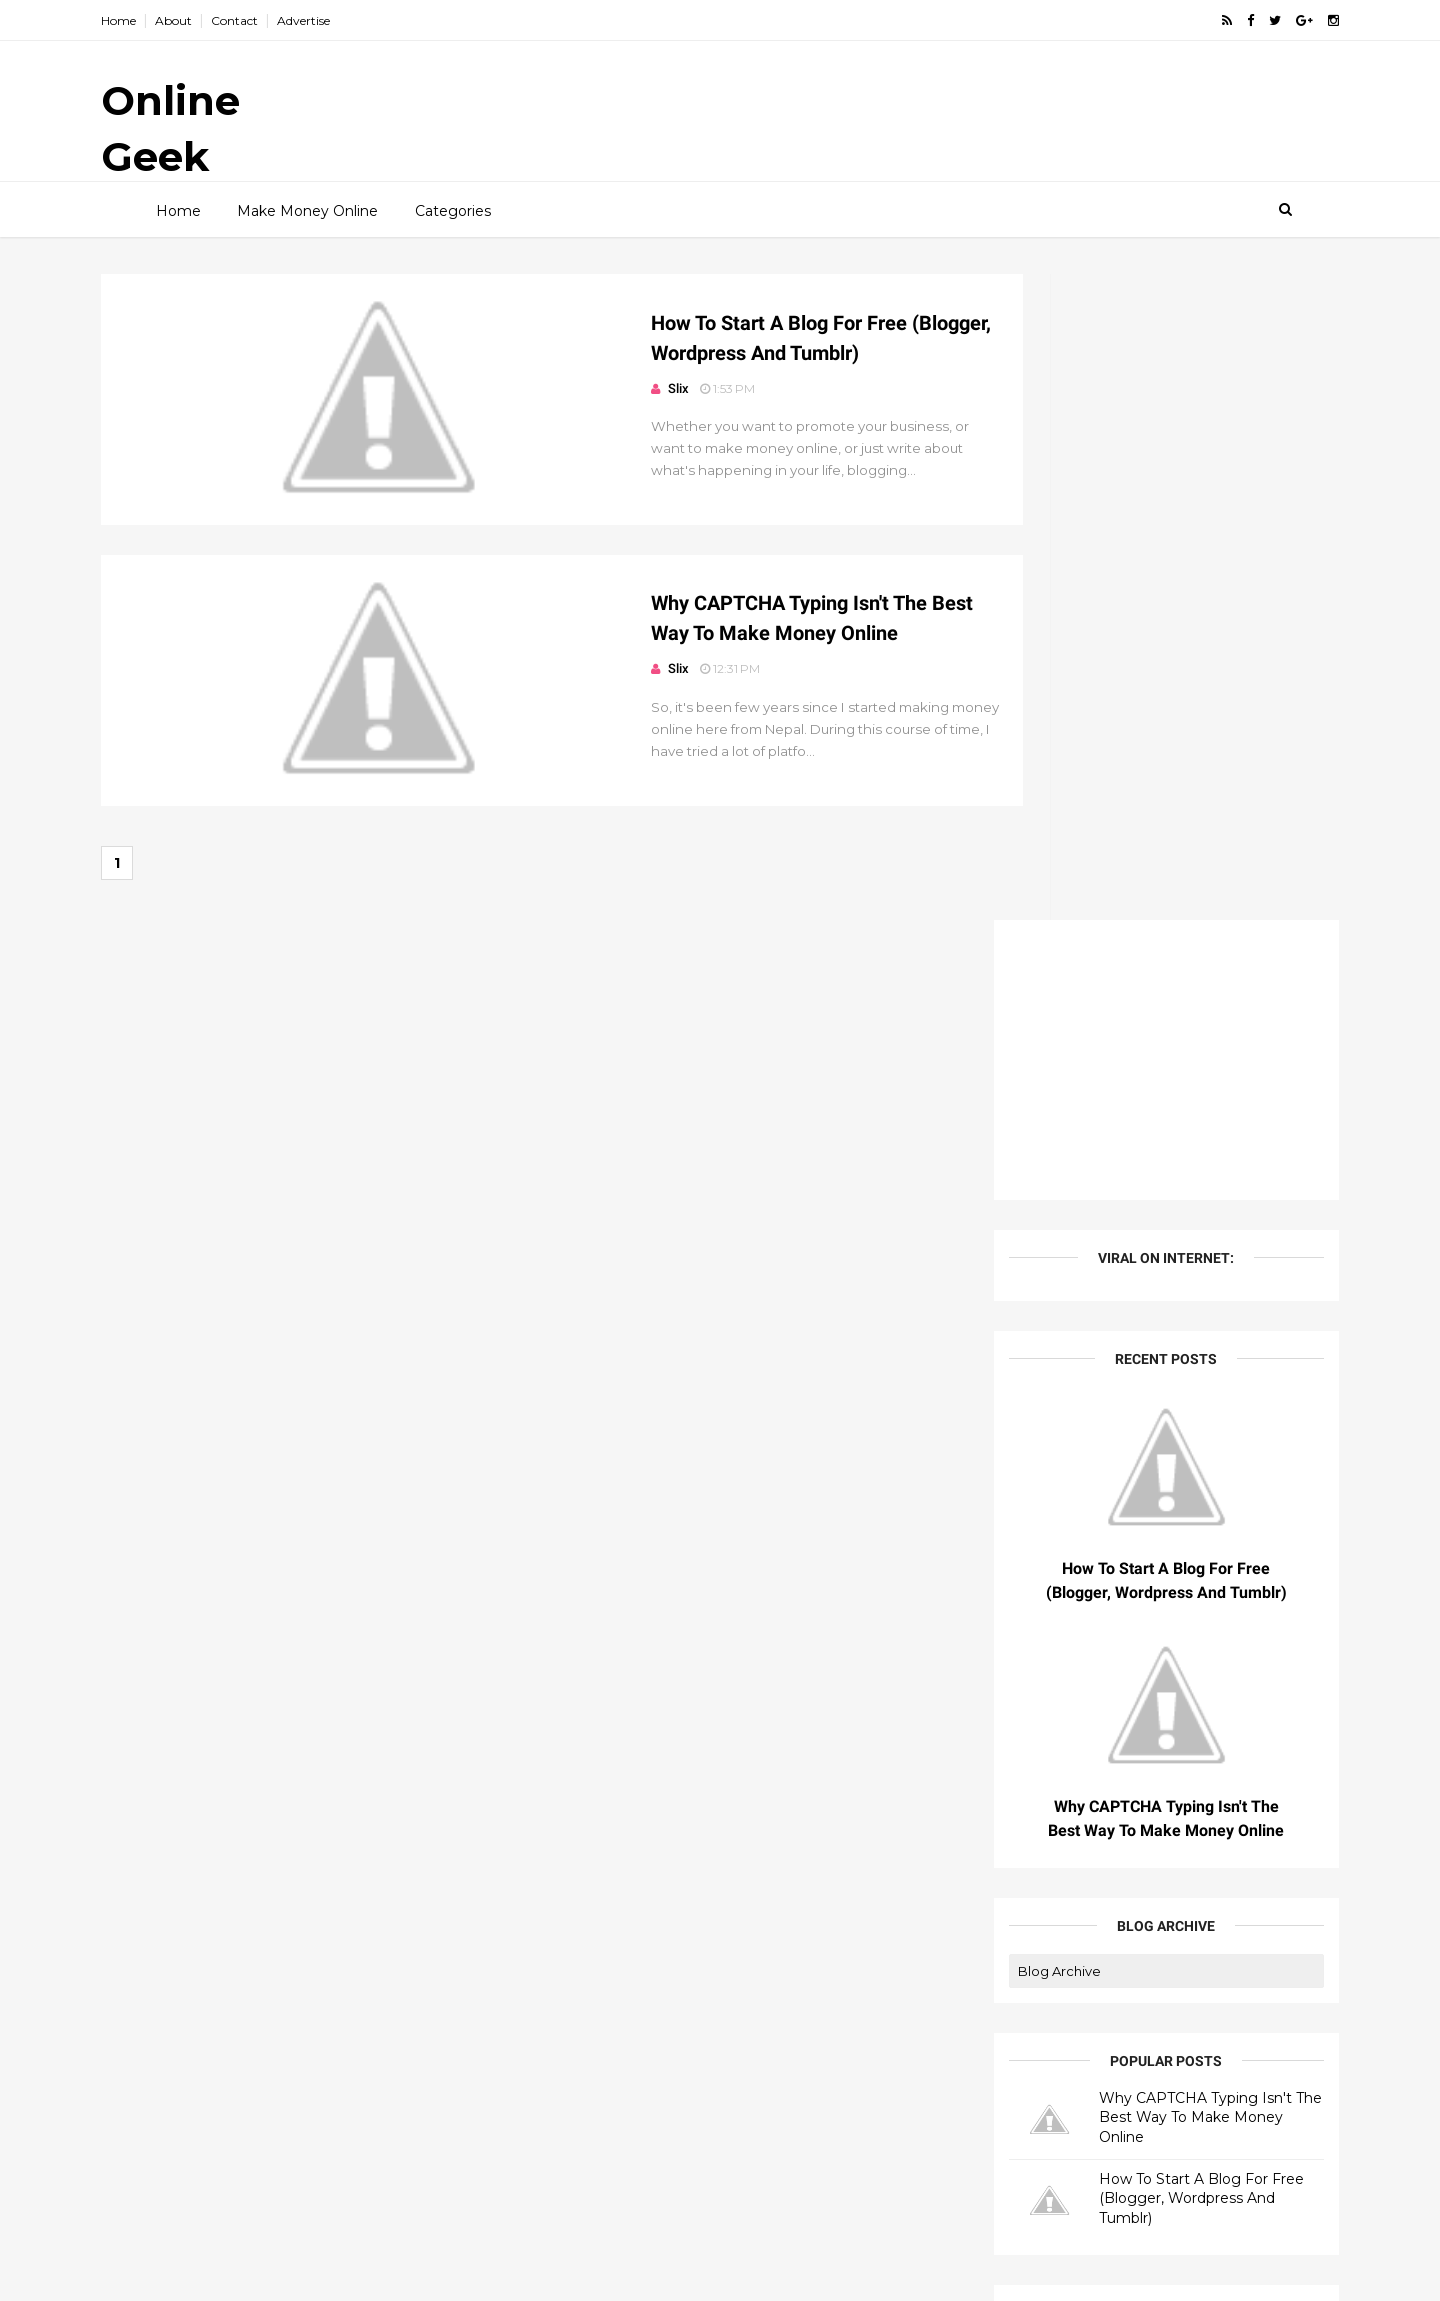 Home
About
Contact
Advertise
Online
Geek
Home
Make Money Online
Categories
How To Start A Blog For Free (Blogger,
Wordpress And Tumblr)
Slix 1:53 PM
Whether you want to promote your business, or
want to make money online, or just write about
what's happening in your life, blogging...
Why CAPTCHA Typing Isn't The Best
Way To Make Money Online
Slix 12:31 PM
So, it's been few years since I started making money
online here from Nepal. During this course of time, I
have tried a lot of platfo...
1
VIRAL ON INTERNET:
RECENT POSTS
How To Start A Blog For Free
(Blogger, Wordpress And Tumblr)
Why CAPTCHA Typing Isn't The
Best Way To Make Money Online
BLOG ARCHIVE
Blog Archive
POPULAR POSTS
Why CAPTCHA Typing Isn't The
Best Way To Make Money
Online
How To Start A Blog For Free
(Blogger, Wordpress And
Tumblr)